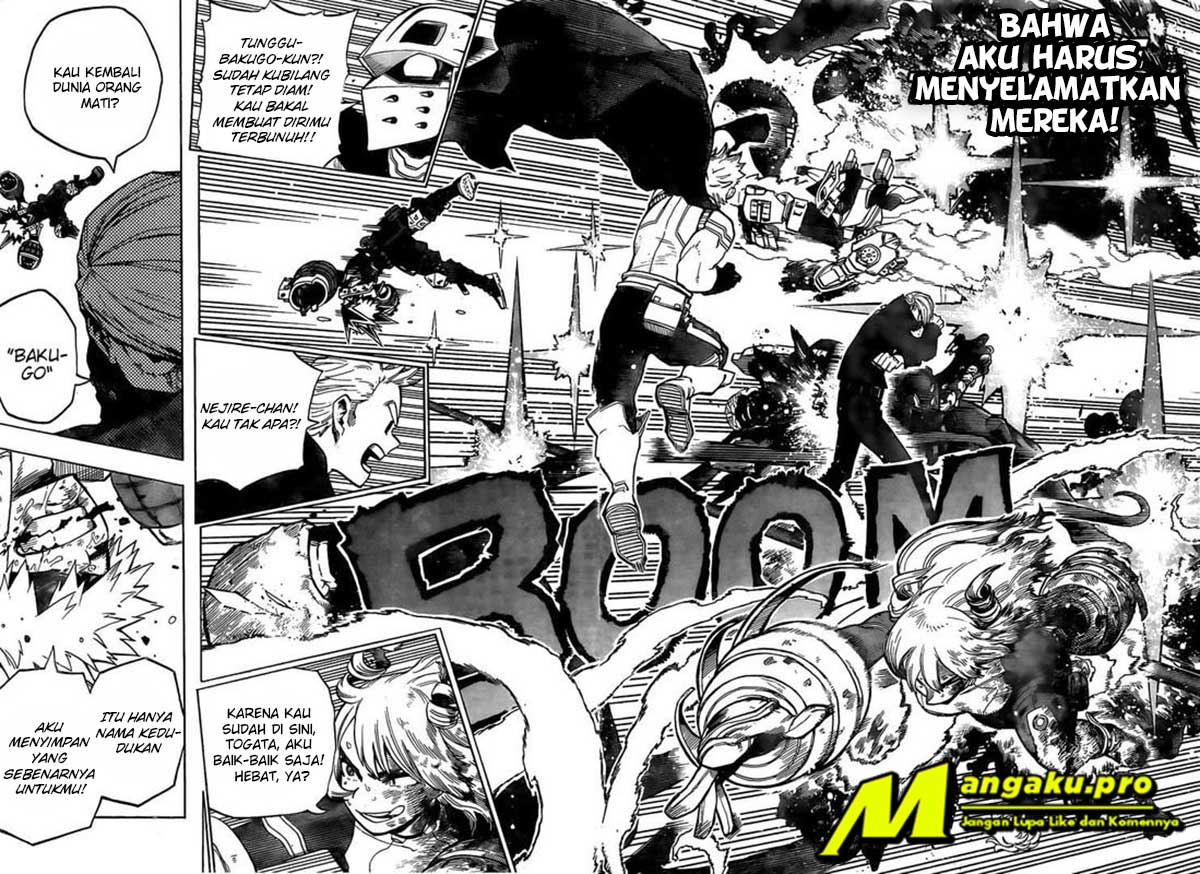 BAHWA
AKU HARUS
MENYELAMATKAN
MEREKA!
BOOM
TUNGGU-
BAKUGO-KUN?!
SUDAH KUBILANG
TETAP DIAM!
KAU BAKAL
MEMBUAT DIRIMU
TERBUNUH!!
NEJIRE-CHAN!
KAU TAK APA?!
KARENA KAU
SUDAH DI SINI,
TOGATA, AKU
BAIK-BAIK SAJA!
HEBAT, YA?
KAU KEMBALI
DUNIA ORANG
MATI?
"BAKU-
GO"
ITU HANYA
NAMA KEDU-
DUKAN
AKU
MENYIMPAN
YANG
SEBENARNYA
UNTUKMU!
Mangaku.pro
Jangan Lupa Like dan Komennya